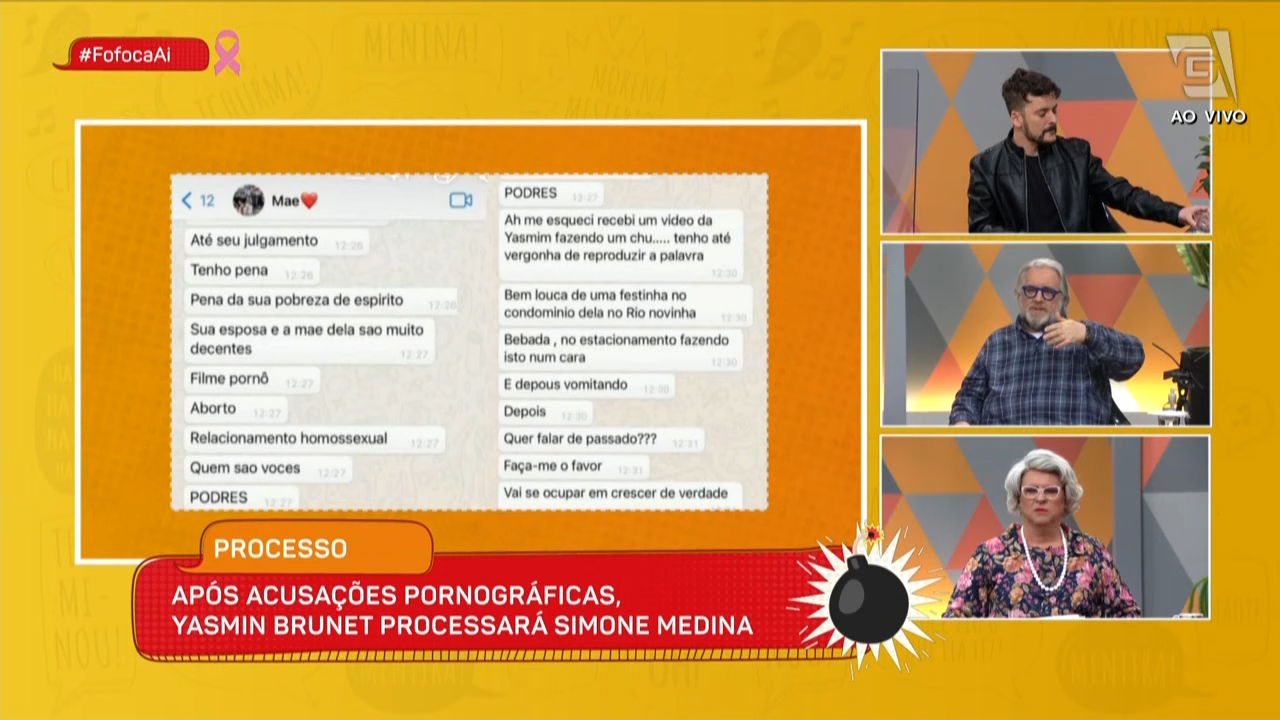 #FofocaAi
AO VIVO
12
Mae
Até seu julgamento 12:26
Tenho pena 12:26
Pena da sua pobreza de espirito 12:26
Sua esposa e a mae dela sao muito
decentes 12:27
Filme pornô 12:27
Aborto 12:27
Relacionamento homossexual 12:27
Quem sao voces 12:27
PODRES 12:27
PODRES 12:27
Ah me esqueci recebi um video da
Yasmim fazendo um chu..... tenho até
vergonha de reproduzir a palavra
12:30
Bem louca de uma festinha no
condominio dela no Rio novinha 12:30
Bebada , no estacionamento fazendo
isto num cara 12:30
E depous vomitando 12:30
Depois 12:30
Quer falar de passado??? 12:31
Faça-me o favor 12:31
Vai se ocupar em crescer de verdade
PROCESSO
APÓS ACUSAÇÕES PORNOGRÁFICAS,
YASMIN BRUNET PROCESSARÁ SIMONE MEDINA